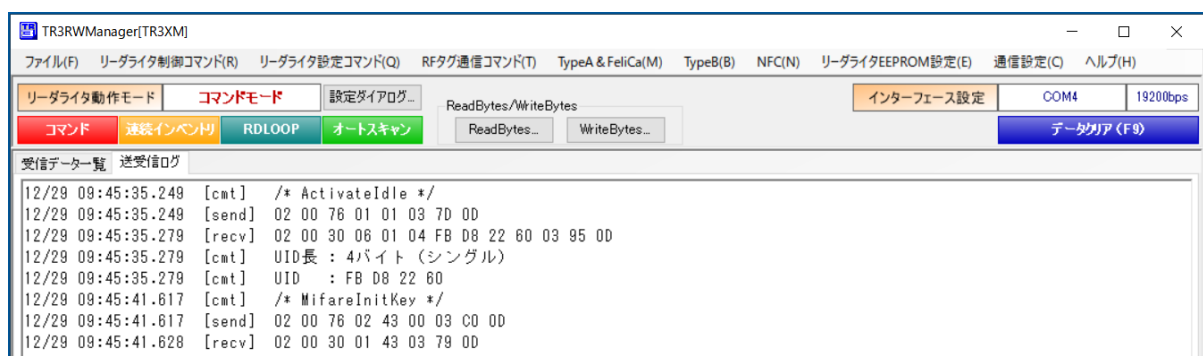 TR3RWManager[TR3XM]
ファイル(F) リーダライタ制御コマンド(R) リーダライタ設定コマンド(Q) RFタグ通信コマンド(T) TypeA & FeliCa(M) TypeB(B) NFC(N) リーダライタEEPROM設定(E) 通信設定(C) ヘルプ(H)
リーダライタ動作モード コマンドモード 設定ダイアログ... ReadBytes/WriteBytes インターフェース設定 COM4 19200bps
コマンド 連続インベントリ RDLOOP オートスキャン ReadBytes... WriteBytes... データクリア(F9)
受信データ一覧 送受信ログ
12/29 09:45:35.249 [cmt] /* ActivateIdle */
12/29 09:45:35.249 [send] 02 00 76 01 01 03 7D 0D
12/29 09:45:35.279 [recv] 02 00 30 06 01 04 FB D8 22 60 03 95 0D
12/29 09:45:35.279 [cmt] UID長 : 4バイト (シングル)
12/29 09:45:35.279 [cmt] UID : FB D8 22 60
12/29 09:45:41.617 [cmt] /* MifareInitKey */
12/29 09:45:41.617 [send] 02 00 76 02 43 00 03 C0 0D
12/29 09:45:41.628 [recv] 02 00 30 01 43 03 79 0D